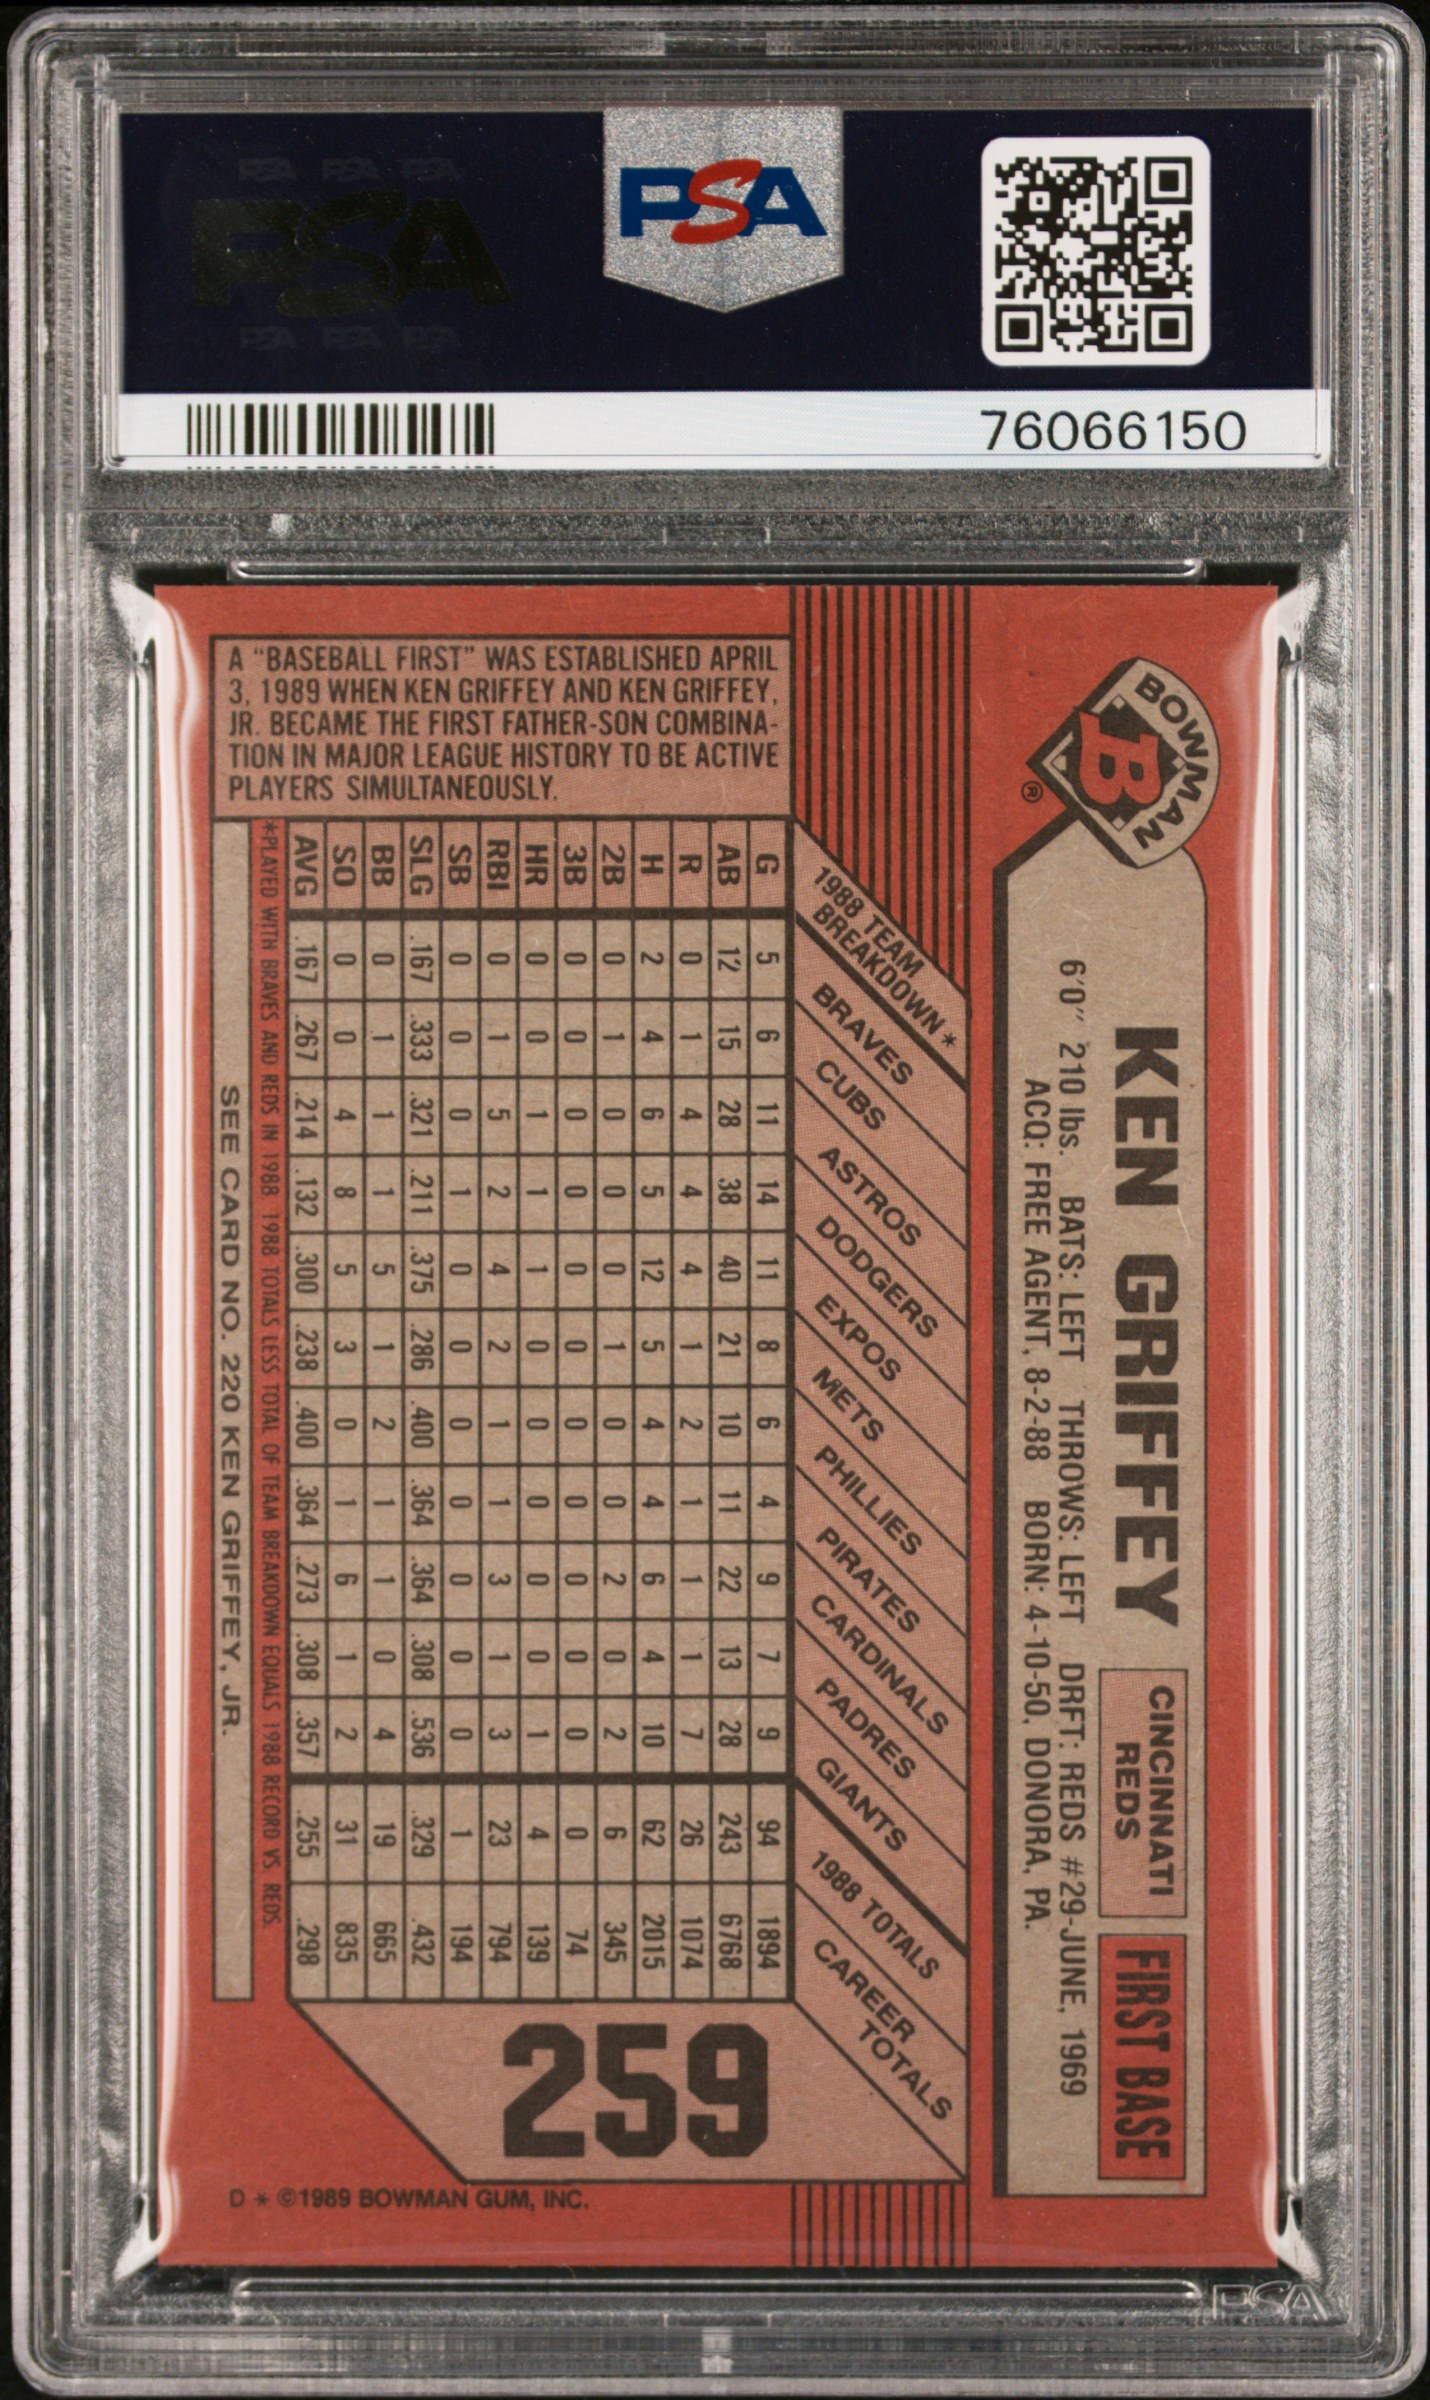 PSA PSA PSA
PSA
PSA PSA PSA
PSA
76066150
BOWMAN
B
®
KEN GRIFFEY
CINCINNATI
REDS
FIRST BASE
6'0" 210 lbs. BATS: LEFT THROWS: LEFT DRFT: REDS #29-JUNE, 1969
ACQ: FREE AGENT, 8-2-88 BORN: 4-10-50, DONORA, PA.
A "BASEBALL FIRST" WAS ESTABLISHED APRIL
3, 1989 WHEN KEN GRIFFEY AND KEN GRIFFEY,
JR. BECAME THE FIRST FATHER-SON COMBINA-
TION IN MAJOR LEAGUE HISTORY TO BE ACTIVE
PLAYERS SIMULTANEOUSLY.
1988 TEAM
BREAKDOWN *
BRAVES
CUBS
ASTROS
DODGERS
EXPOS
METS
PHILLIES
PIRATES
CARDINALS
PADRES
GIANTS
1988 TOTALS
CAREER
TOTALS
G 5 6 11 14 11 8 6 4 9 7 9 94 1894
AB 12 15 28 38 40 21 10 11 22 13 28 243 6768
R 0 1 4 4 4 1 2 1 1 1 7 26 1074
H 2 4 6 5 12 5 4 4 6 4 10 62 2015
2B 0 1 0 0 0 1 0 0 2 0 2 6 345
3B 0 0 0 0 0 0 0 0 0 0 0 0 74
HR 0 0 1 1 1 0 0 0 0 0 1 4 139
RBI 0 1 5 2 4 2 1 1 3 1 3 23 794
SB 0 0 0 1 0 0 0 0 0 0 0 1 194
SLG .167 .333 .321 .211 .375 .286 .400 .364 .364 .308 .536 .329 .432
BB 0 1 1 1 5 1 2 1 1 0 4 19 665
SO 0 0 4 8 5 3 0 1 6 1 2 31 835
AVG .167 .267 .214 .132 .300 .238 .400 .364 .273 .308 .357 .255 .298
*PLAYED WITH BRAVES AND REDS IN 1988. 1988 TOTALS LESS TOTAL OF TEAM BREAKDOWN EQUALS 1988 RECORD VS. REDS.
SEE CARD NO. 220 KEN GRIFFEY, JR.
259
D * ©1989 BOWMAN GUM, INC.
PSA